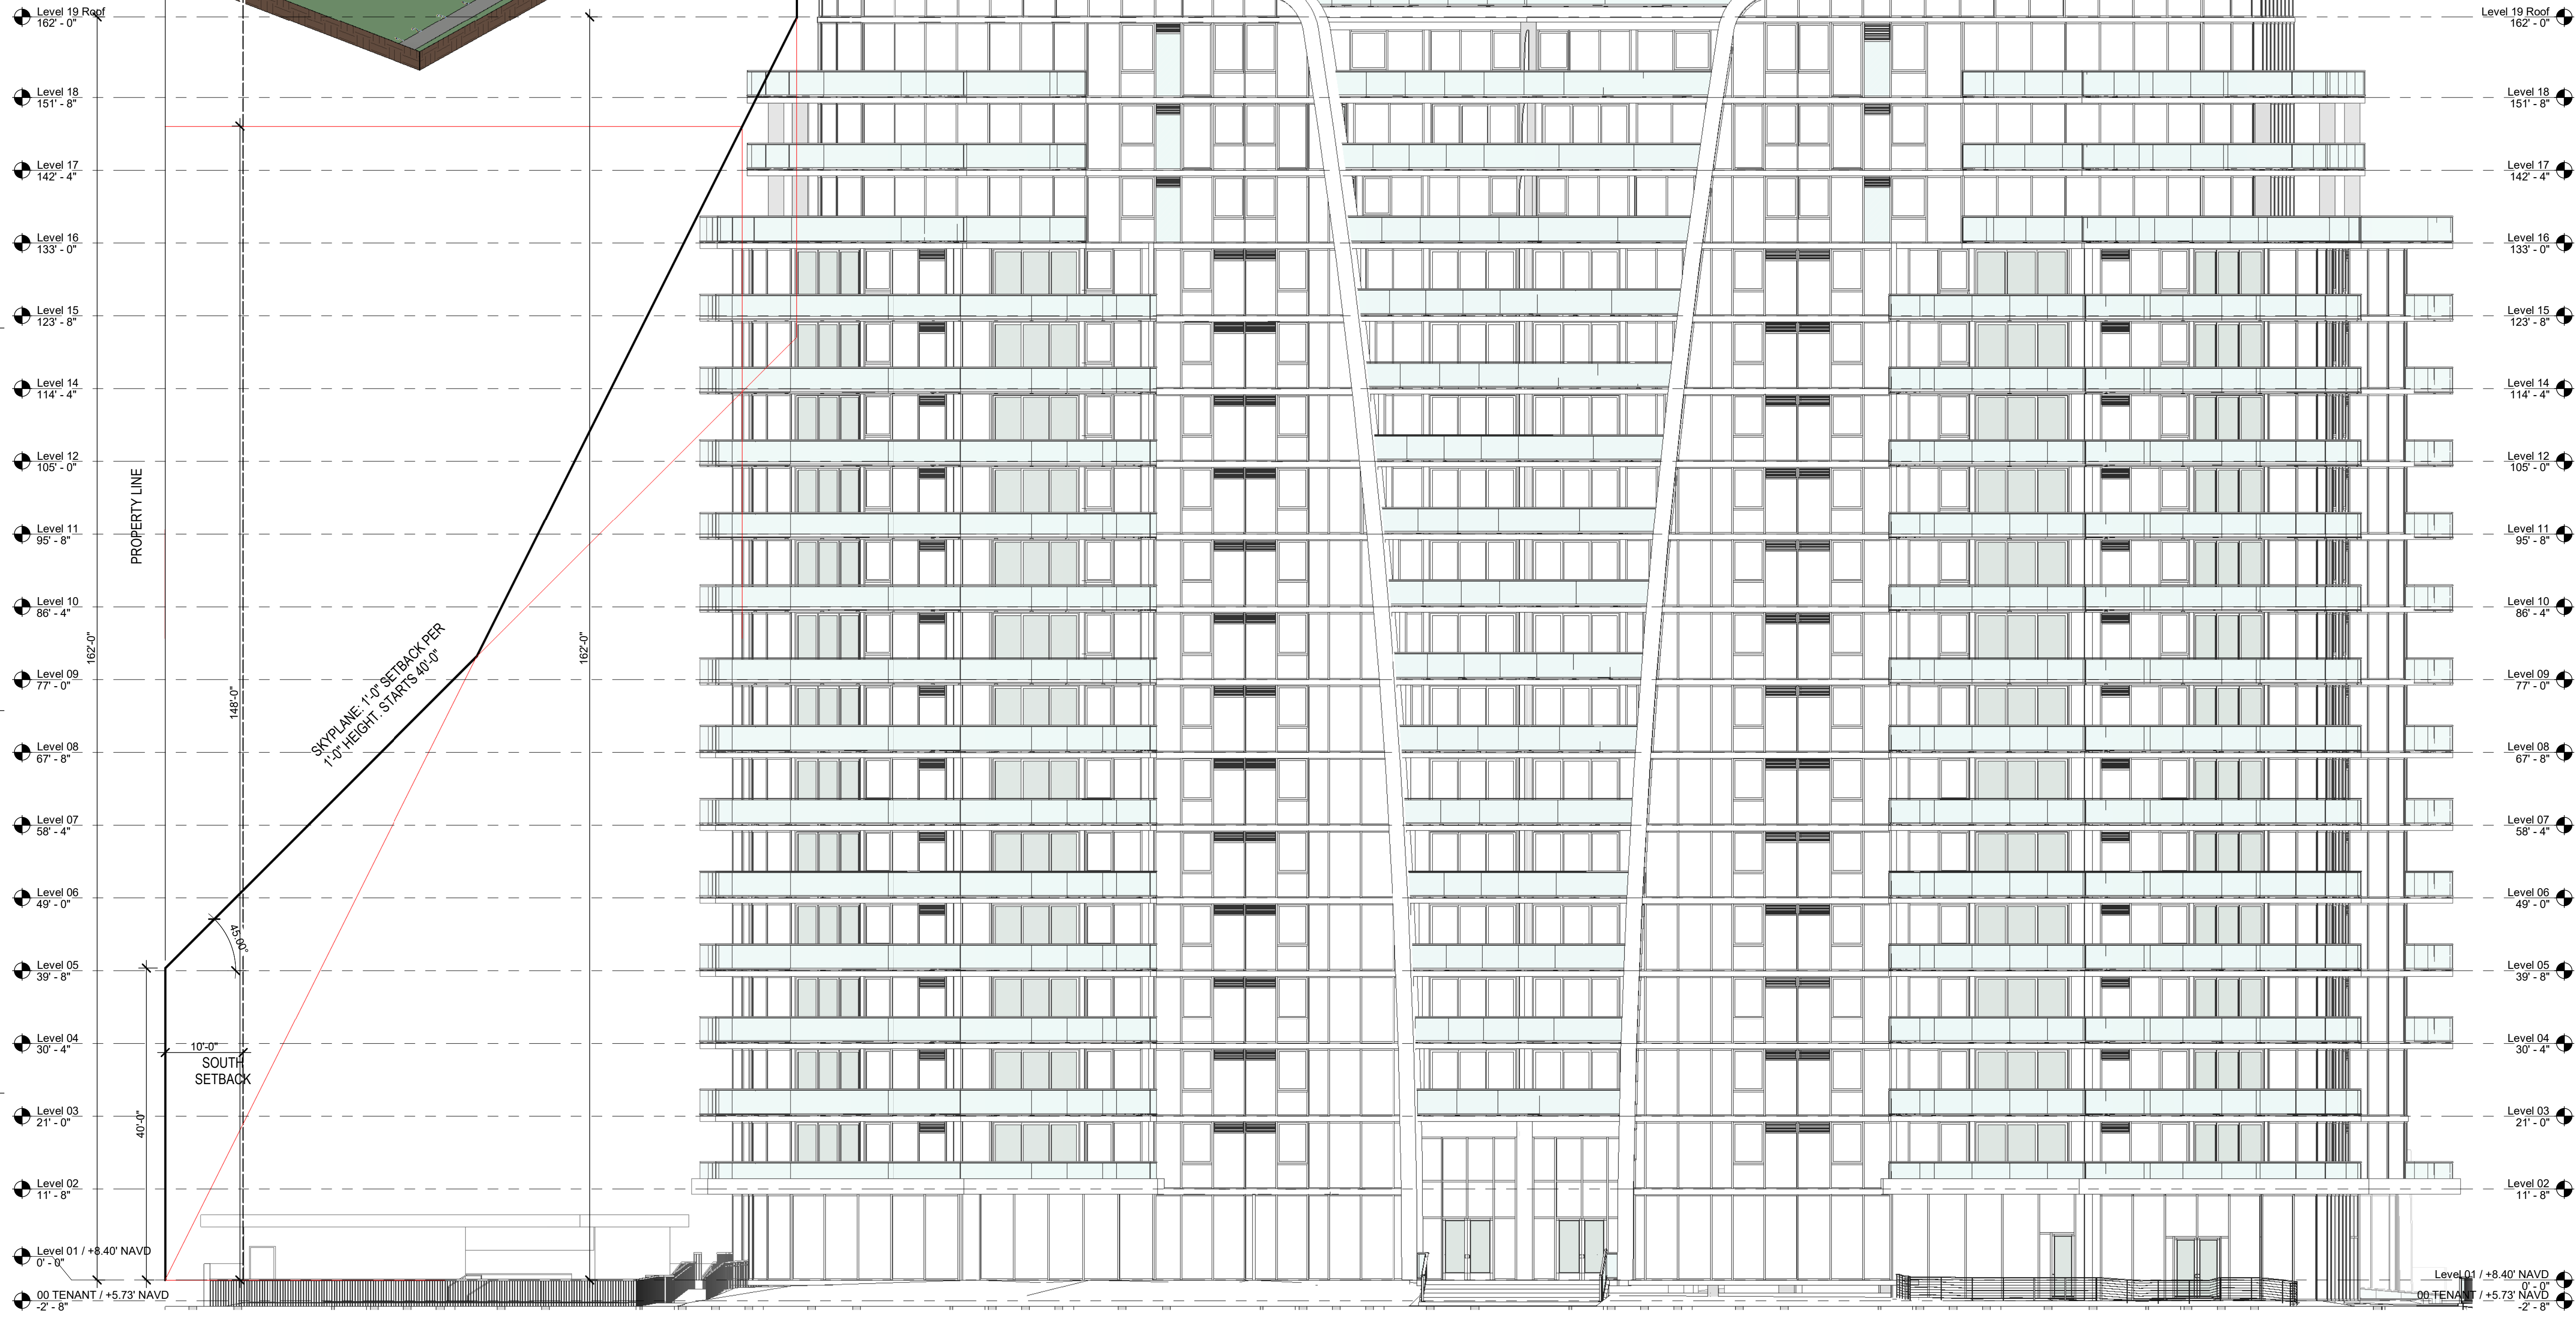 Level 19 Roof
162' - 0"
Level 18
151' - 8"
Level 17
142' - 4"
Level 16
133' - 0"
Level 15
123' - 8"
Level 14
114' - 4"
Level 12
105' - 0"
Level 11
95' - 8"
Level 10
86' - 4"
Level 09
77' - 0"
Level 08
67' - 8"
Level 07
58' - 4"
Level 06
49' - 0"
Level 05
39' - 8"
Level 04
30' - 4"
Level 03
21' - 0"
Level 02
11' - 8"
Level 01 / +8.40' NAVD
0' - 0"
00 TENANT / +5.73' NAVD
-2' - 8"
162'-0"
PROPERTY LINE
40'-0"
148'-0"
10'-0"
SOUTH
SETBACK
45.00°
SKYPLANE: 1'-0" SETBACK PER
1'-0" HEIGHT. STARTS 40'-0"
162'-0"
Level 19 Roof
162' - 0"
Level 18
151' - 8"
Level 17
142' - 4"
Level 16
133' - 0"
Level 15
123' - 8"
Level 14
114' - 4"
Level 12
105' - 0"
Level 11
95' - 8"
Level 10
86' - 4"
Level 09
77' - 0"
Level 08
67' - 8"
Level 07
58' - 4"
Level 06
49' - 0"
Level 05
39' - 8"
Level 04
30' - 4"
Level 03
21' - 0"
Level 02
11' - 8"
Level 01 / +8.40' NAVD
0' - 0"
00 TENANT / +5.73' NAVD
-2' - 8"